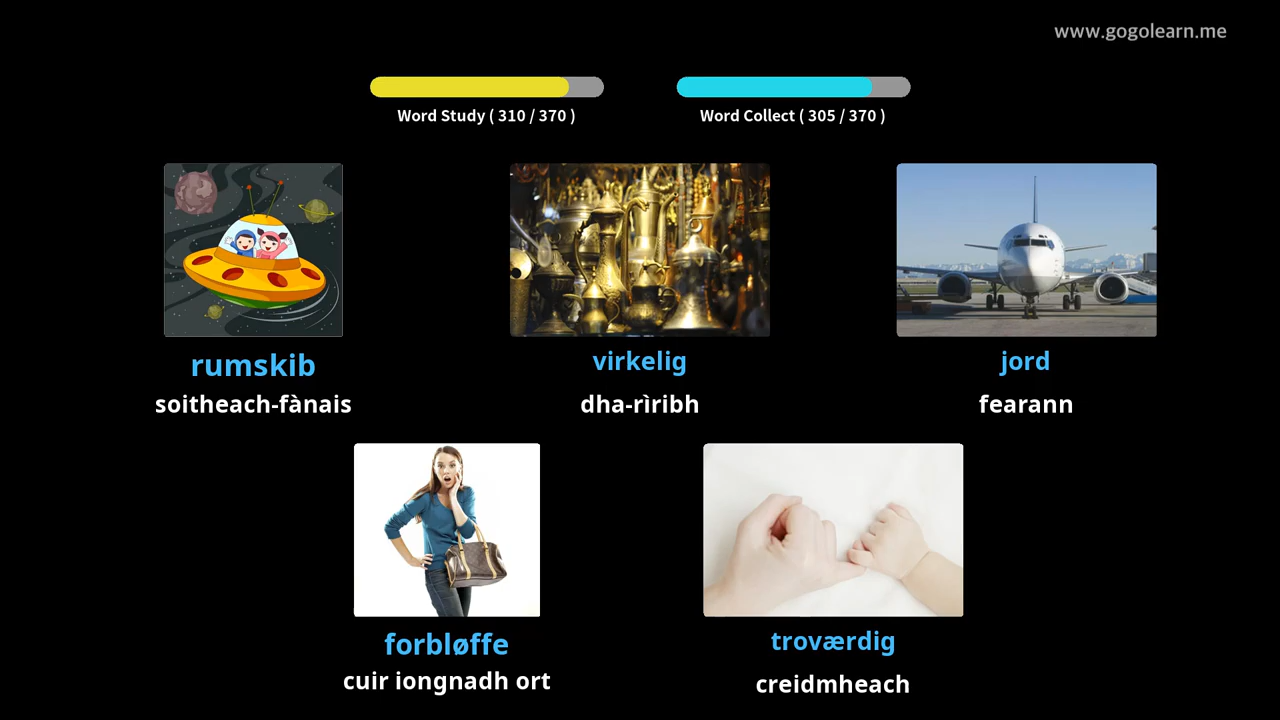 www.gogolearn.me
Word Study ( 310 / 370 )
Word Collect ( 305 / 370 )
rumskib
soitheach-fànais
virkelig
dha-rìribh
jord
fearann
forbløffe
cuir iongnadh ort
troværdig
creidmheach